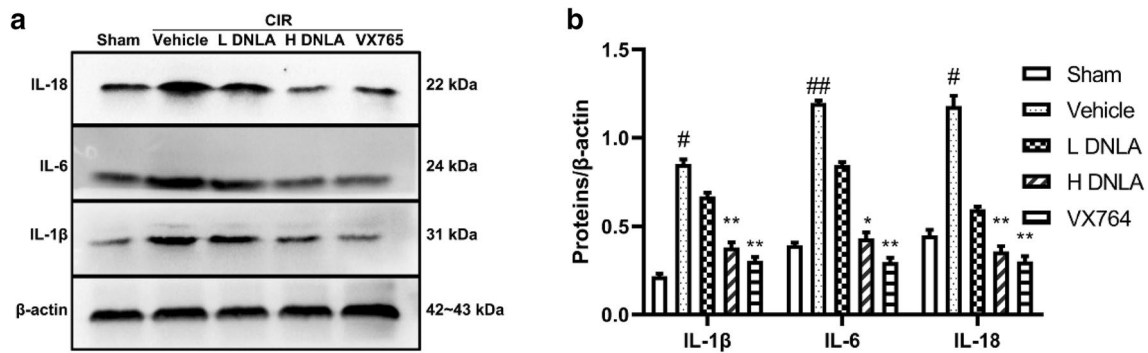 a
CIR
Sham Vehicle L DNLA H DNLA VX765
IL-18 22 kDa
IL-6 24 kDa
IL-1β 31 kDa
β-actin 42~43 kDa
b
Proteins/β-actin
1.5
1.0
0.5
0.0
# ## #
** ** * ** ** **
IL-1β IL-6 IL-18
Sham
Vehicle
L DNLA
H DNLA
VX764